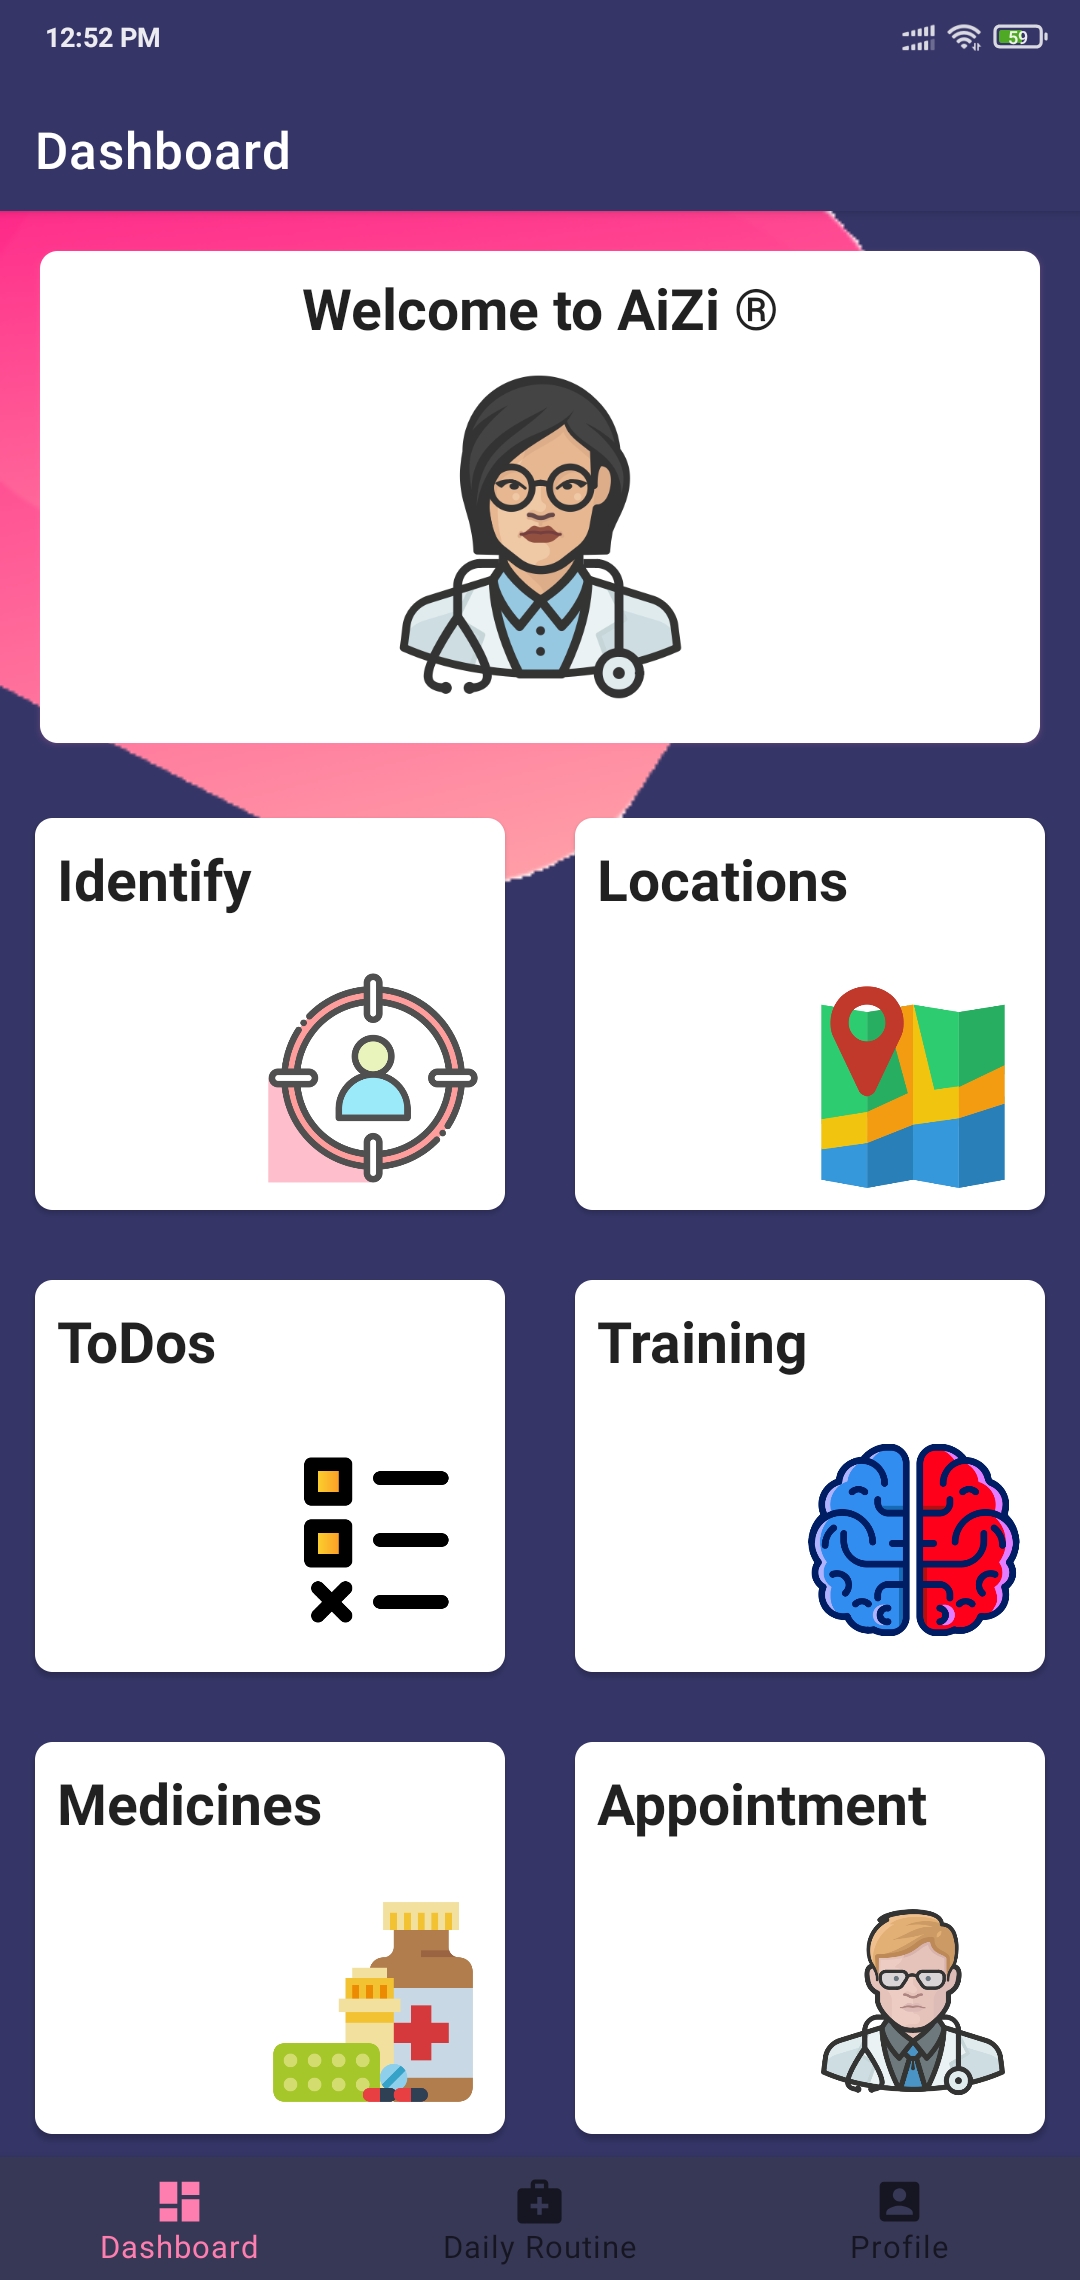 12:52 PM
59
Dashboard
Welcome to AiZi ®
Identify
Locations
ToDos
Training
Medicines
Appointment
Dashboard
Daily Routine
Profile